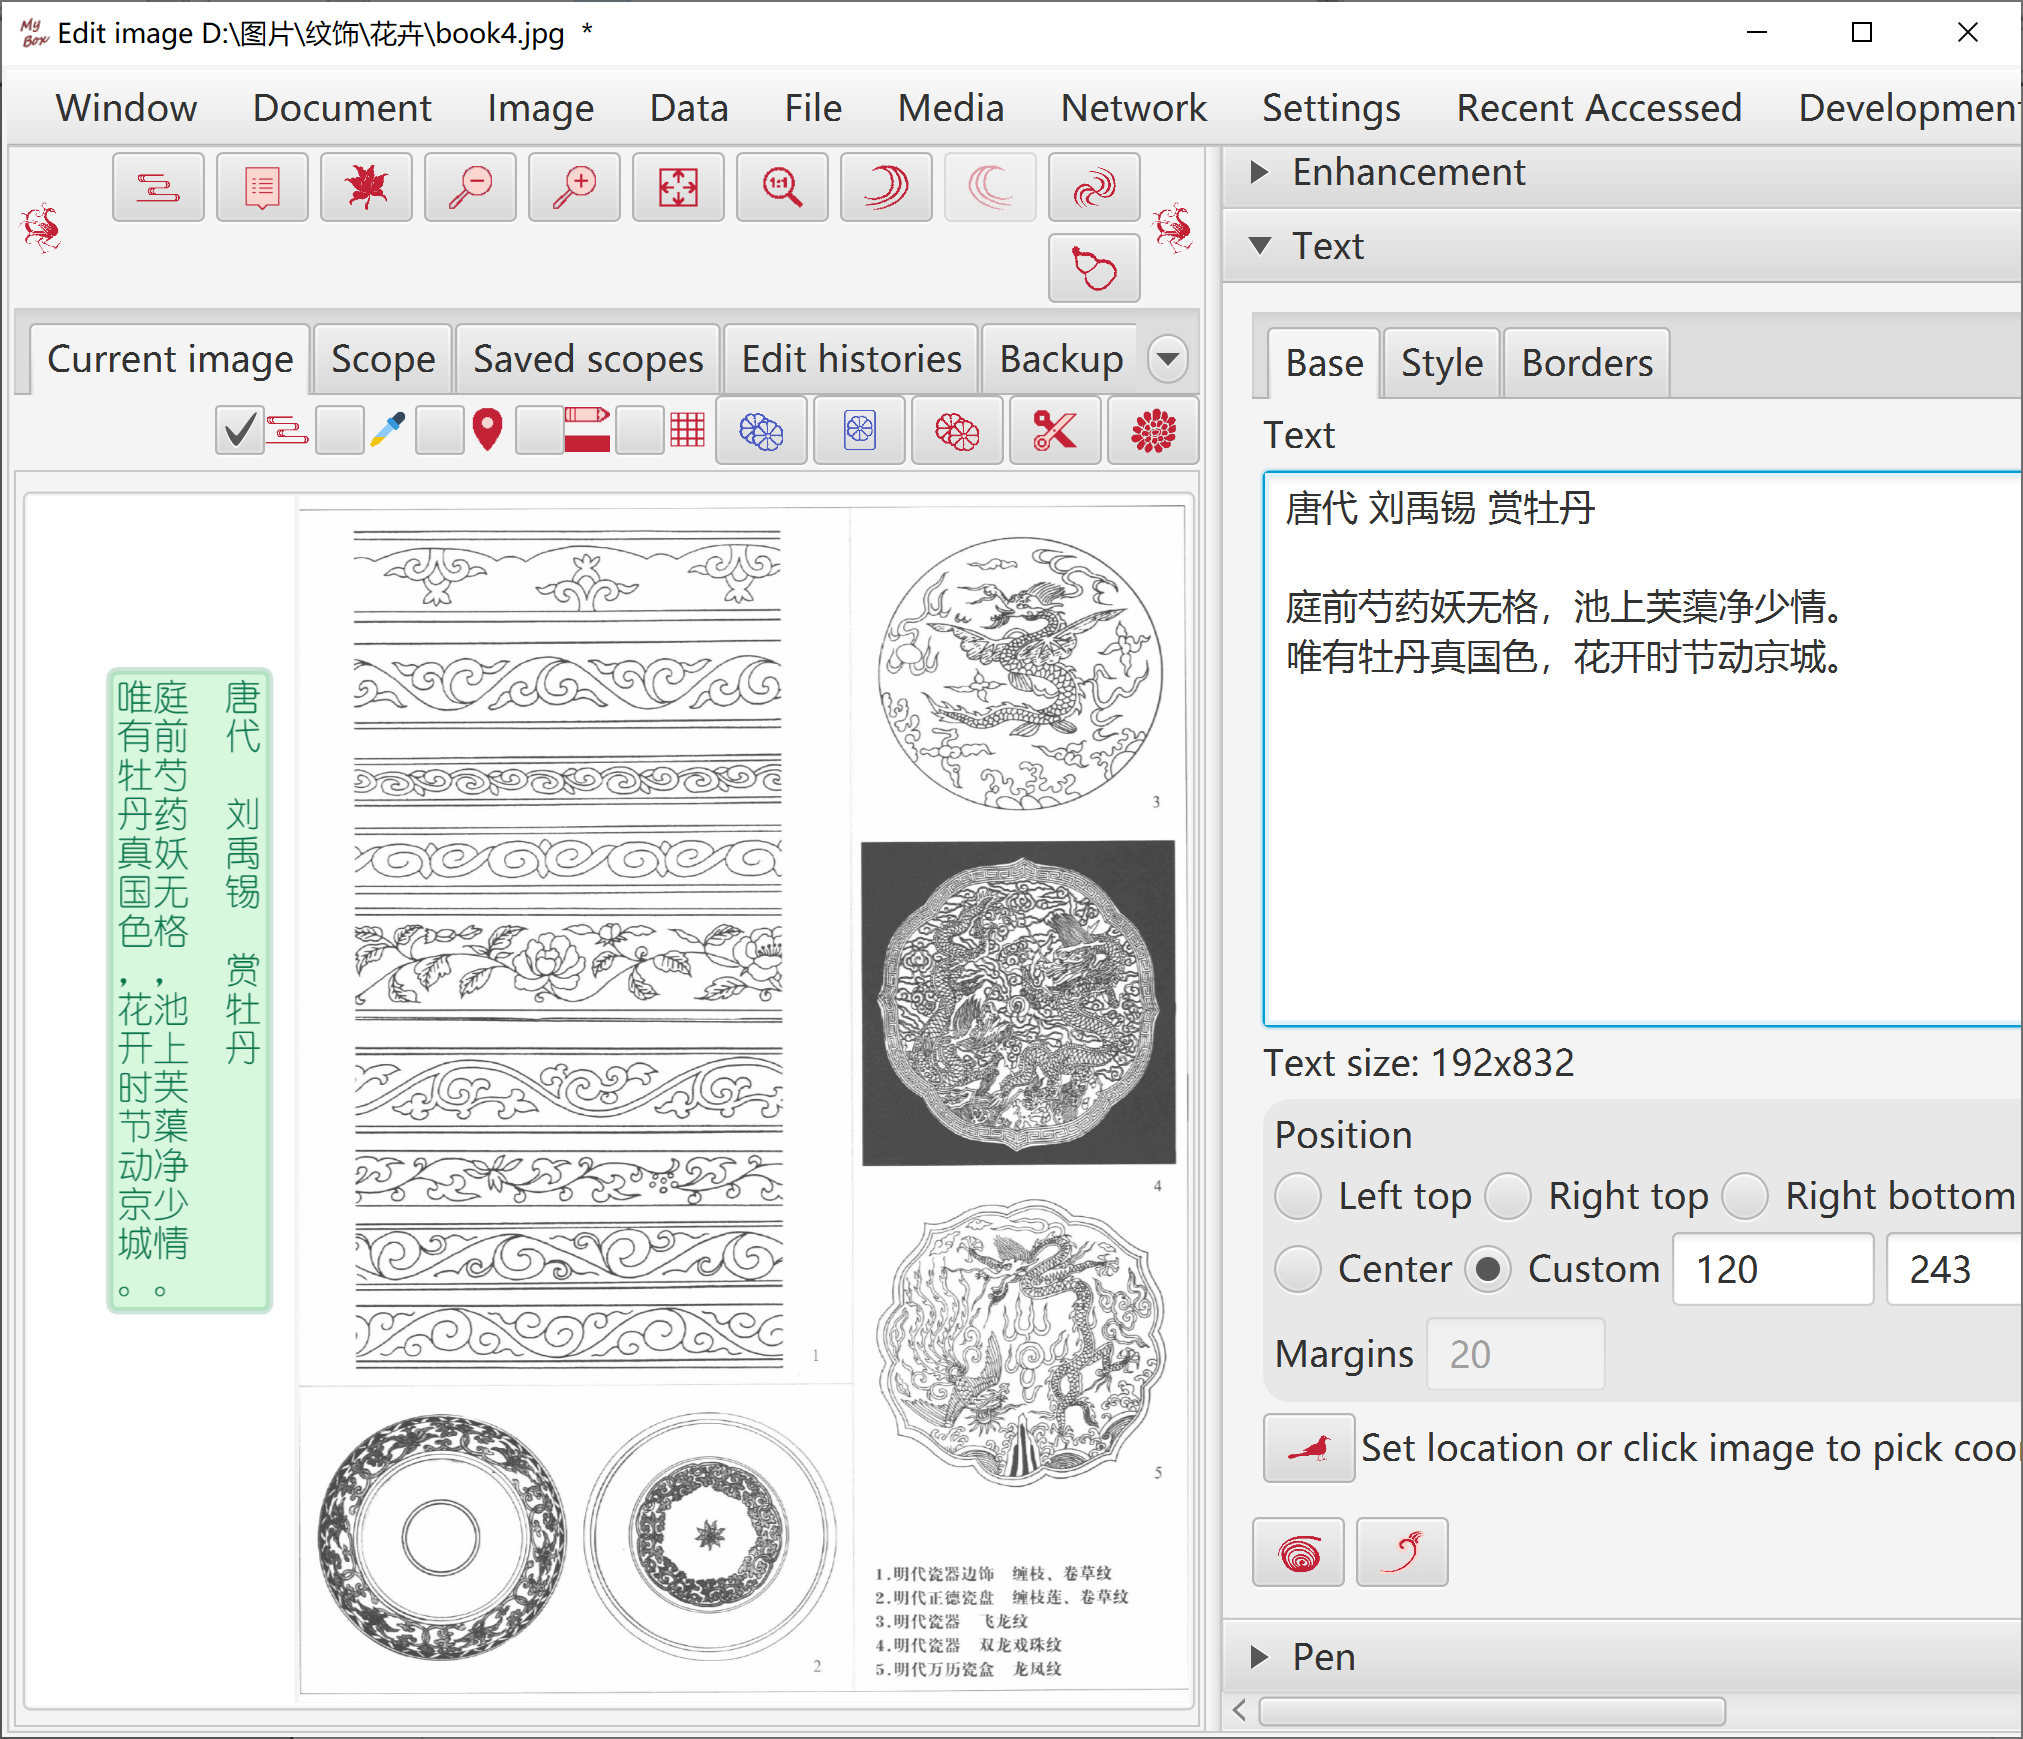 My Box Edit image D:\图片\纹饰\花卉\book4.jpg *
Window Document Image Data File Media Network Settings Recent Accessed Development
1:1
Current image Scope Saved scopes Edit histories Backup
唐代 刘禹锡 赏牡丹
庭前芍药妖无格，池上芙蕖净少情。
唯有牡丹真国色，花开时节动京城。
1
2
3
4
5
1.明代瓷器边饰 缠枝、卷草纹
2.明代正德瓷盘 缠枝莲、卷草纹
3.明代瓷器 飞龙纹
4.明代瓷器 双龙戏珠纹
5.明代万历瓷盒 龙凤纹
Enhancement
Text
Base Style Borders
Text
唐代 刘禹锡 赏牡丹
庭前芍药妖无格，池上芙蕖净少情。
唯有牡丹真国色，花开时节动京城。
Text size: 192x832
Position
Left top Right top Right bottom
Center Custom 120 243
Margins 20
Set location or click image to pick coo
Pen